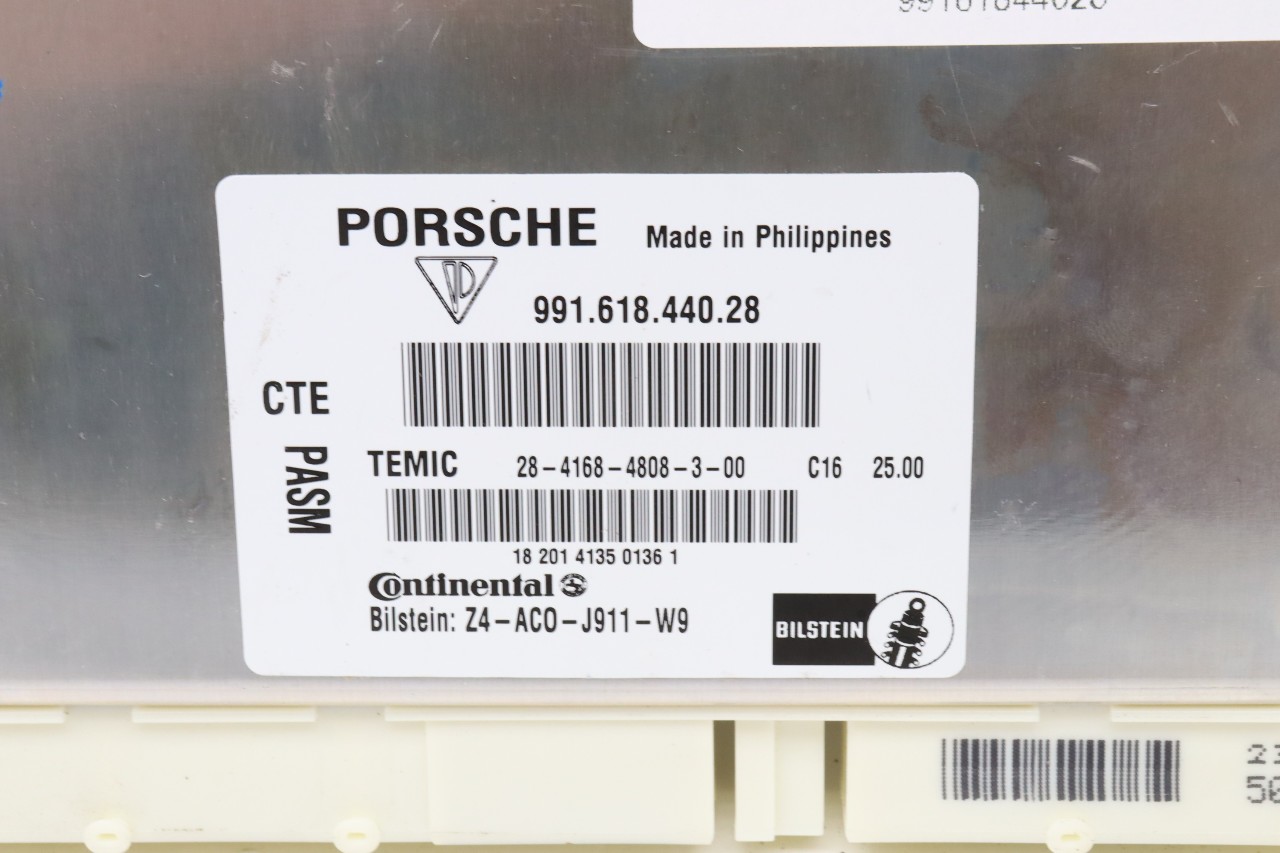 99161844028
PORSCHE Made in Philippines
991.618.440.28
CTE
PASM
TEMIC 28-4168-4808-3-00 C16 25.00
18 201 4135 0136 1
Continental
Bilstein: Z4-ACO-J911-W9
BILSTEIN